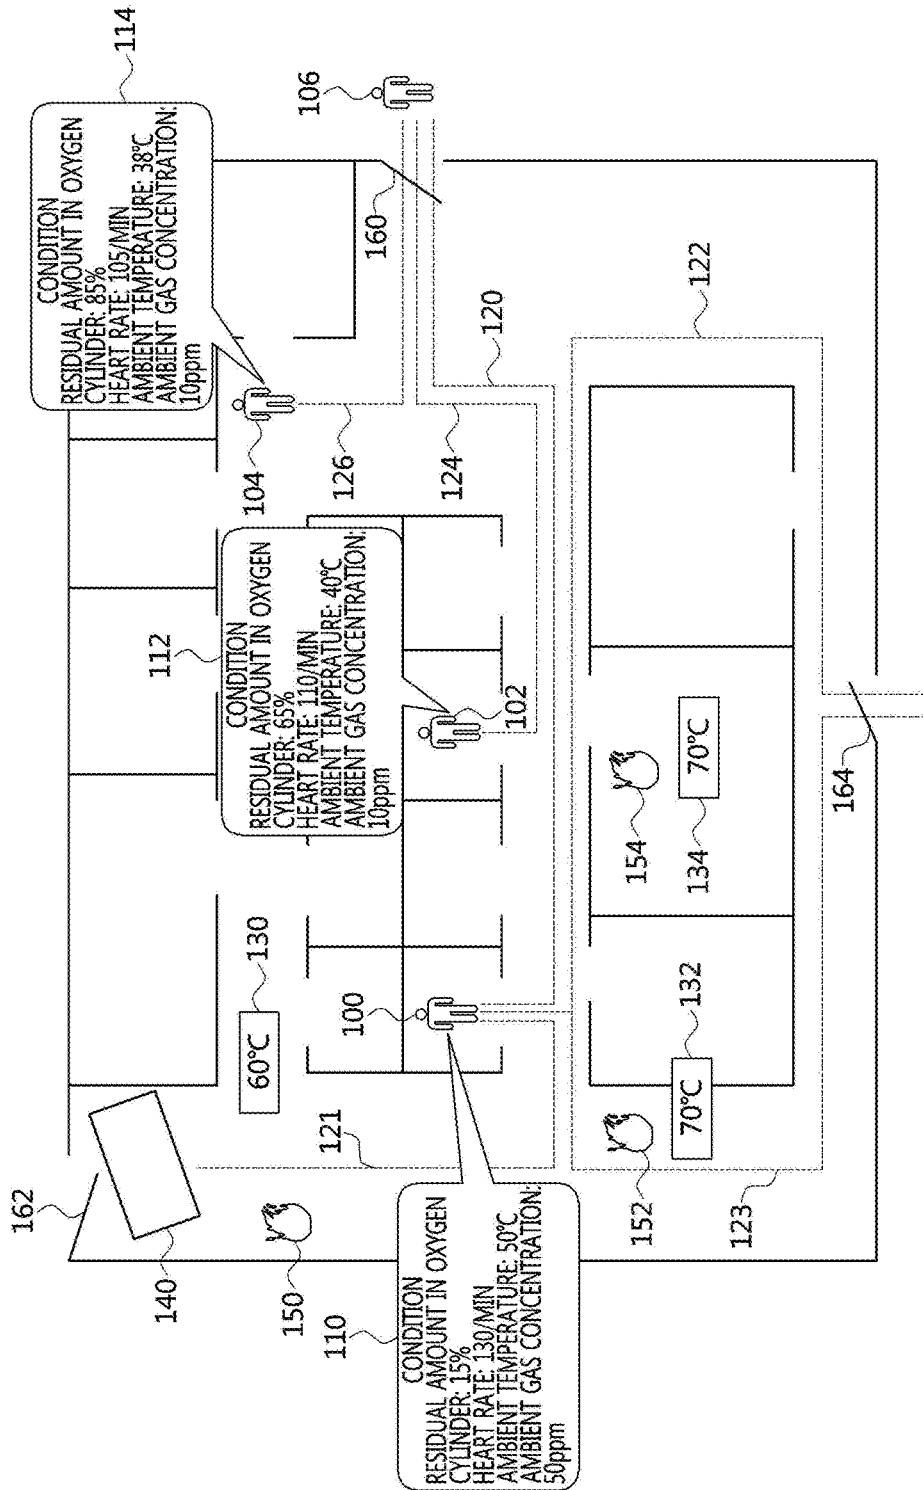 162
CONDITION
RESIDUAL AMOUNT IN OXYGEN
CYLINDER: 85%
HEART RATE: 105/MIN
AMBIENT TEMPERATURE: 38°C
AMBIENT GAS CONCENTRATION:
10ppm
114
140
112
CONDITION
RESIDUAL AMOUNT IN OXYGEN
CYLINDER: 65%
HEART RATE: 110/MIN
AMBIENT TEMPERATURE: 40°C
AMBIENT GAS CONCENTRATION:
10ppm
60°C
130
104
150
106
110
121
100
126
160
CONDITION
RESIDUAL AMOUNT IN OXYGEN
CYLINDER: 15%
HEART RATE: 130/MIN
AMBIENT TEMPERATURE: 50°C
AMBIENT GAS CONCENTRATION:
50ppm
124
120
102
152
154
70°C
132
134
70°C
122
123
164